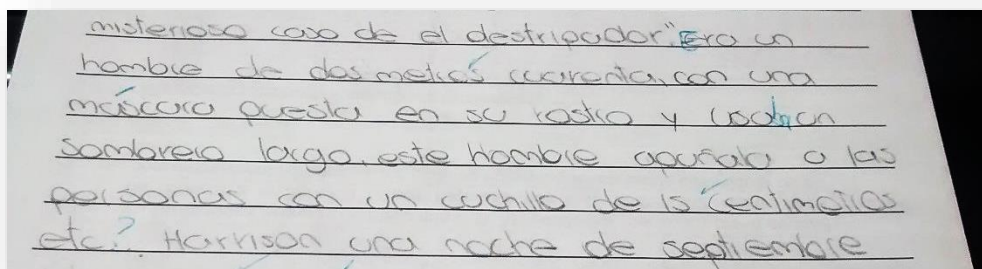 misterioso caso de el destripador". Era un
hombre de dos metros cuarenta, con una
máscara puesta en su rostro y usaba un
sombrero largo, este hombre apuñala a las
personas con un cuchillo de 15 centimetros
etc? Harrison una noche de septiembre